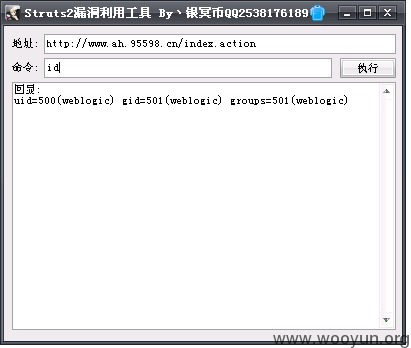 Struts2漏洞利用工具 By丶银冥币QQ2538176189
地址: http://www.ah.95598.cn/index.action
命令: id 执行
回显:
uid=500(weblogic) gid=501(weblogic) groups=501(weblogic)
www.wooyun.org